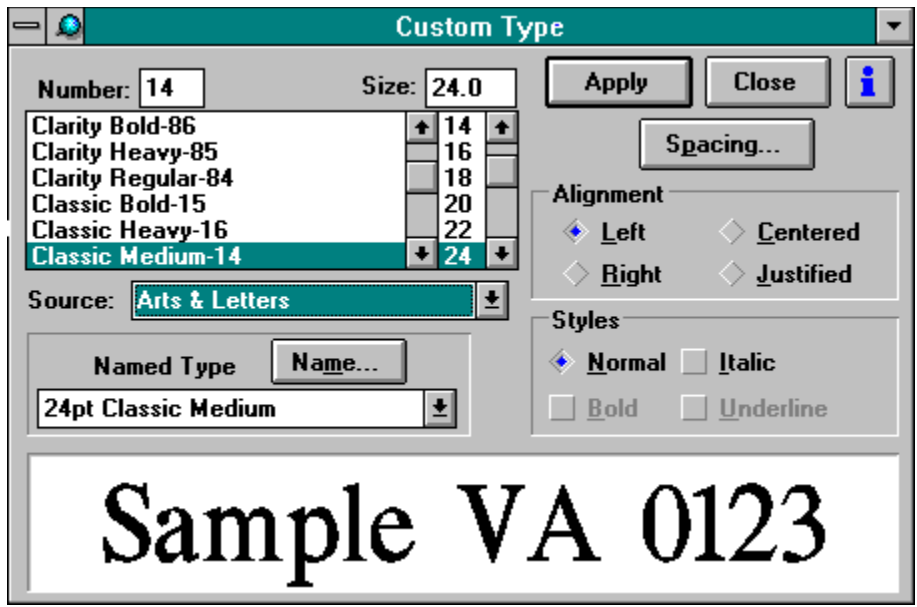 Custom Type
Number: 14 Size: 24.0
Apply Close i
Clarity Bold-86 14
Clarity Heavy-85 16
Clarity Regular-84 18
Classic Bold-15 20
Classic Heavy-16 22
Classic Medium-14 24
Spacing...
Source: Arts & Letters
Alignment
Left Centered
Right Justified
Named Type Name...
24pt Classic Medium
Styles
Normal Italic
Bold Underline
Sample VA 0123